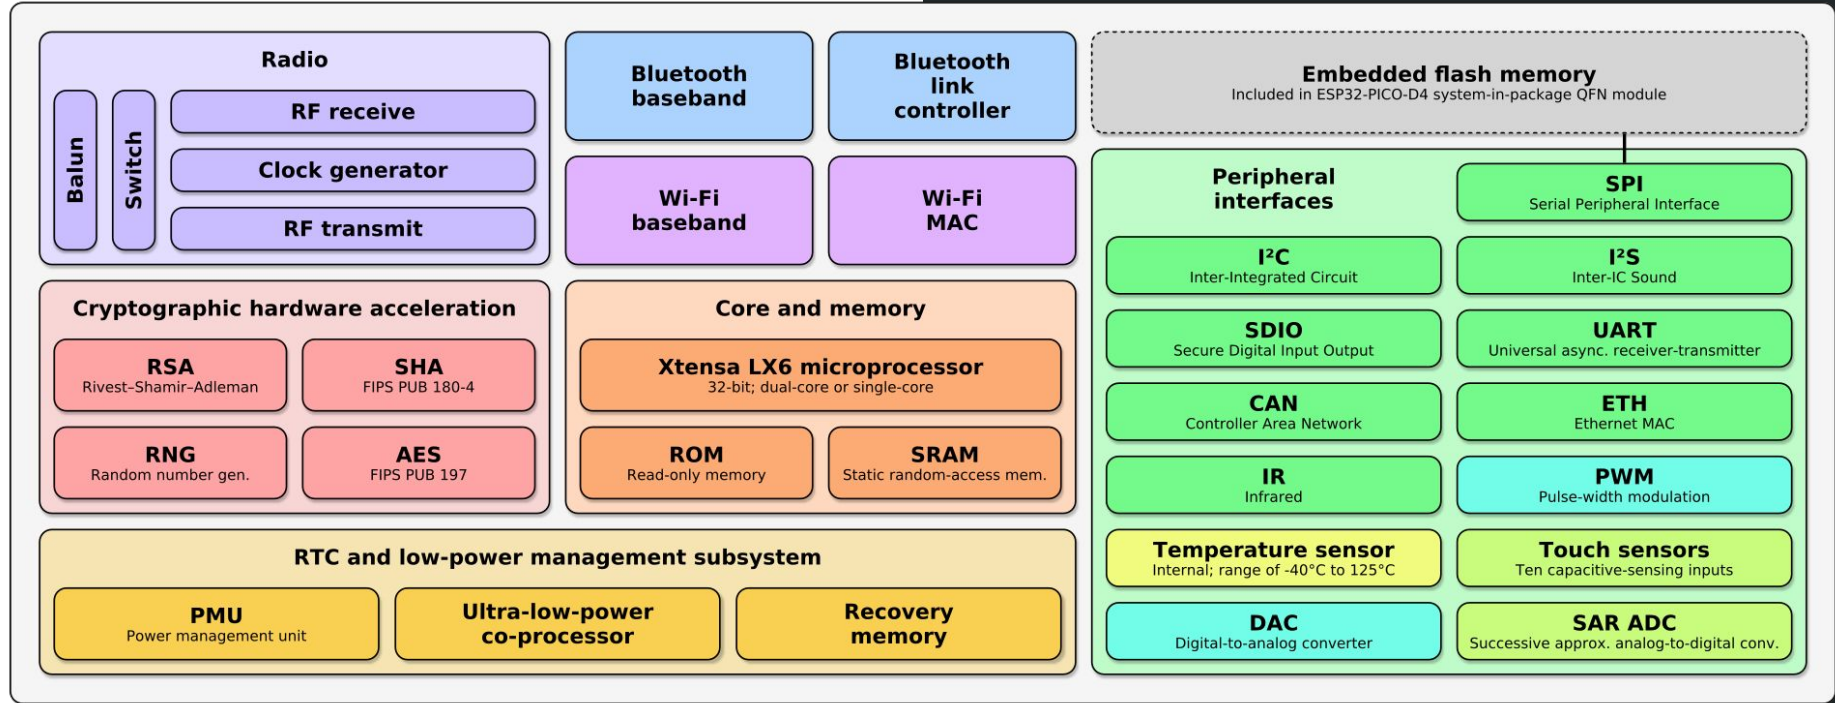 Radio
Balun
Switch
RF receive
Clock generator
RF transmit
Bluetooth
baseband
Bluetooth
link
controller
Wi-Fi
baseband
Wi-Fi
MAC
Embedded flash memory
Included in ESP32-PICO-D4 system-in-package QFN module
Cryptographic hardware acceleration
RSA
Rivest–Shamir–Adleman
SHA
FIPS PUB 180-4
RNG
Random number gen.
AES
FIPS PUB 197
Core and memory
Xtensa LX6 microprocessor
32-bit; dual-core or single-core
ROM
Read-only memory
SRAM
Static random-access mem.
RTC and low-power management subsystem
PMU
Power management unit
Ultra-low-power
co-processor
Recovery
memory
Peripheral
interfaces
SPI
Serial Peripheral Interface
I²C
Inter-Integrated Circuit
I²S
Inter-IC Sound
SDIO
Secure Digital Input Output
UART
Universal async. receiver-transmitter
CAN
Controller Area Network
ETH
Ethernet MAC
IR
Infrared
PWM
Pulse-width modulation
Temperature sensor
Internal; range of -40°C to 125°C
Touch sensors
Ten capacitive-sensing inputs
DAC
Digital-to-analog converter
SAR ADC
Successive approx. analog-to-digital conv.